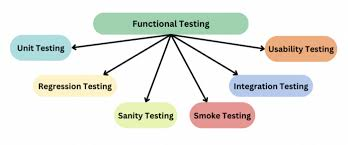 Functional Testing
Unit Testing
Usability Testing
Regression Testing
Integration Testing
Sanity Testing
Smoke Testing